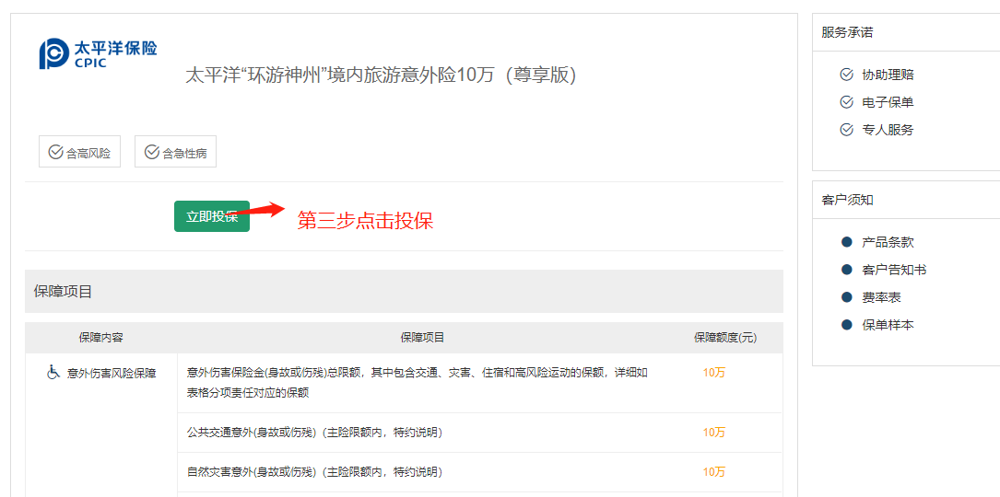 太平洋保险
CPIC
太平洋“环游神州”境内旅游意外险10万（尊享版）
含高风险
含急性病
立即投保
第三步点击投保
保障项目
保障内容
保障项目
保障额度(元)
意外伤害风险保障
意外伤害保险金(身故或伤残)总限额，其中包含交通、灾害、住宿和高风险运动的保额，详细如
表格分项责任对应的保额
10万
公共交通意外(身故或伤残)（主险限额内，特约说明）
10万
自然灾害意外(身故或伤残)（主险限额内，特约说明）
10万
服务承诺
协助理赔
电子保单
专人服务
客户须知
产品条款
客户告知书
费率表
保单样本